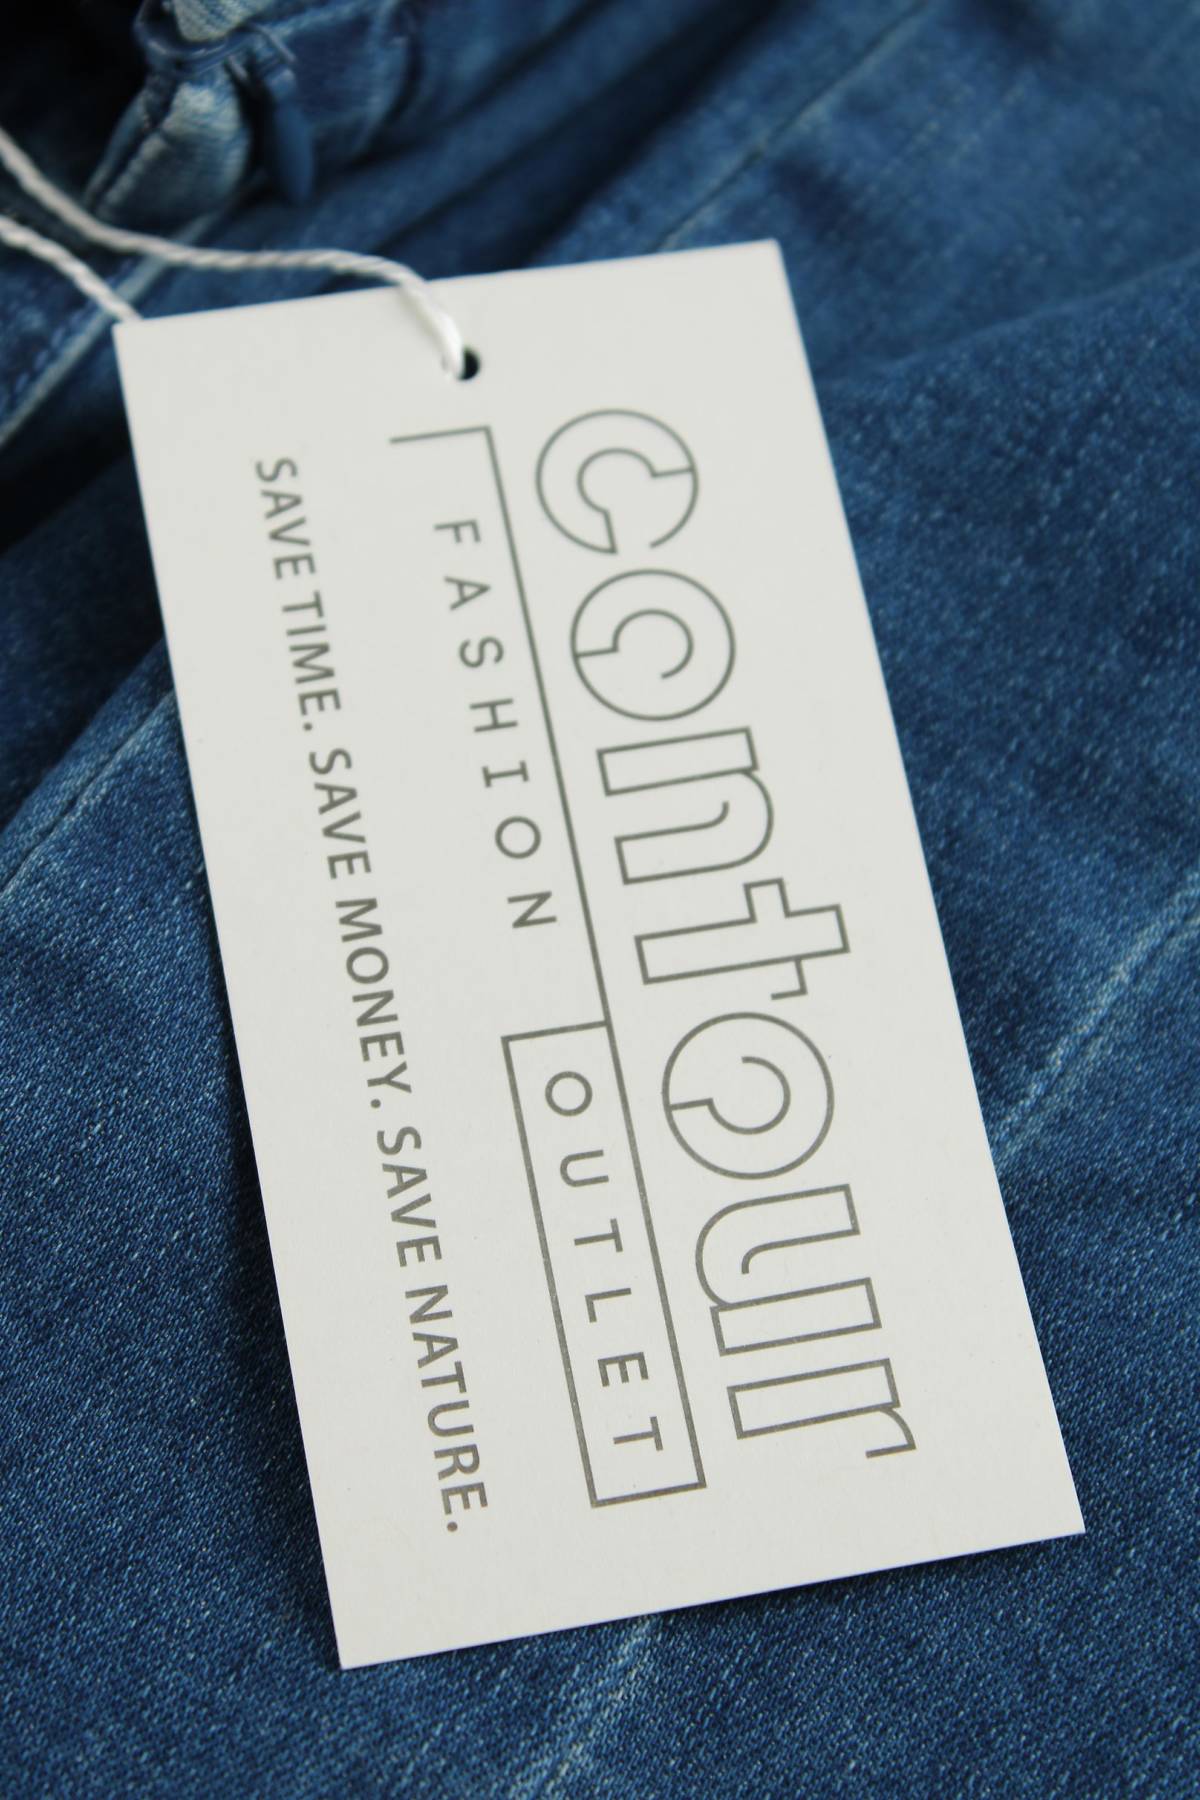 contour
FASHION OUTLET
SAVE TIME. SAVE MONEY. SAVE NATURE.